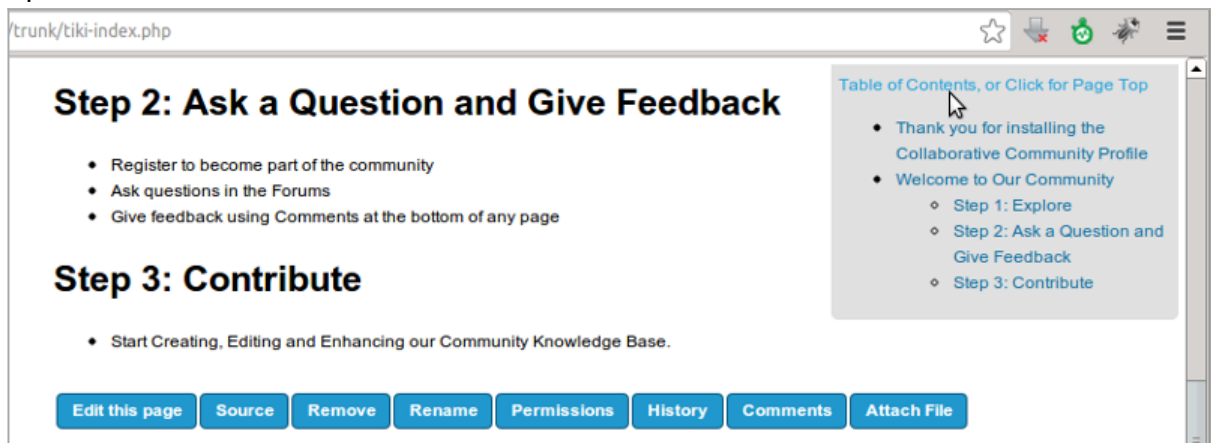 /trunk/tiki-index.php
Step 2: Ask a Question and Give Feedback
Register to become part of the community
Ask questions in the Forums
Give feedback using Comments at the bottom of any page
Step 3: Contribute
Start Creating, Editing and Enhancing our Community Knowledge Base.
Edit this page Source Remove Rename Permissions History Comments Attach File
Table of Contents, or Click for Page Top
Thank you for installing the
Collaborative Community Profile
Welcome to Our Community
Step 1: Explore
Step 2: Ask a Question and
Give Feedback
Step 3: Contribute